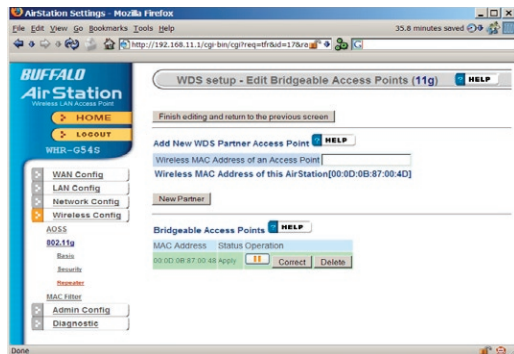 AirStation Settings - Mozilla Firefox
File Edit View Go Bookmarks Tools Help
35.8 minutes saved
http://192.168.11.1/cgi-bin/cgi?req=tfr&id=17&ra
BUFFALO
AirStation
Wireless LAN Access Point
HOME
LOGOUT
WHR-G54S
WAN Config
LAN Config
Network Config
Wireless Config
AOSS
802.11g
Basic
Security
Repeater
MAC Filter
Admin Config
Diagnostic
WDS setup - Edit Bridgeable Access Points (11g)
HELP
Finish editing and return to the previous screen
Add New WDS Partner Access Point HELP
Wireless MAC Address of an Access Point
Wireless MAC Address of this AirStation[00:0D:0B:87:00:4D]
New Partner
Bridgeable Access Points HELP
MAC Address Status Operation
00:0D:0B:87:00:48 Apply Correct Delete
Done